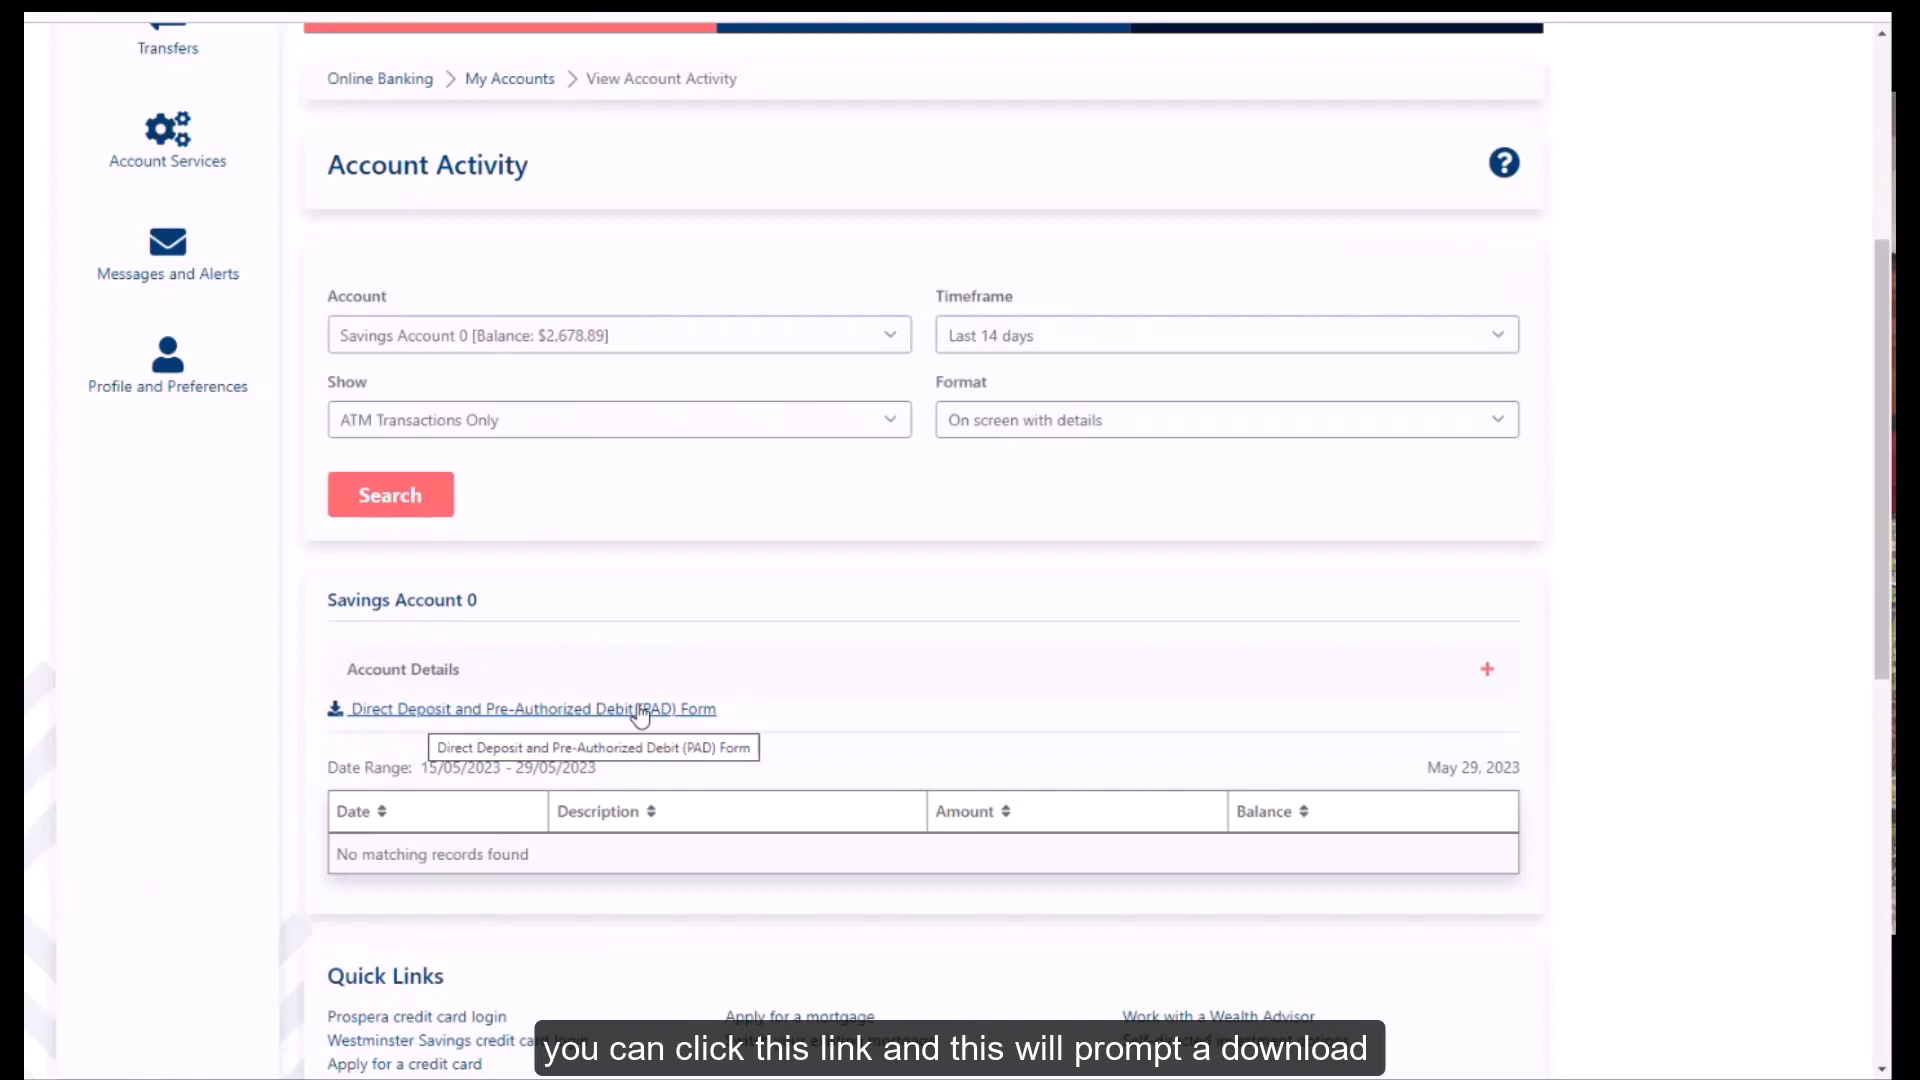 Transfers
Online Banking > My Accounts > View Account Activity
Account Services
Account Activity
?
Messages and Alerts
Account
Timeframe
Savings Account 0 [Balance: $2,678.89]
Last 14 days
Profile and Preferences
Show
Format
ATM Transactions Only
On screen with details
Search
Savings Account 0
Account Details
+
Direct Deposit and Pre-Authorized Debit (PAD) Form
Direct Deposit and Pre-Authorized Debit (PAD) Form
Date Range: 15/05/2023 - 29/05/2023
May 29, 2023
Date Description Amount Balance
No matching records found
Quick Links
Prospera credit card login
Apply for a mortgage
Work with a Wealth Advisor
Westminster Savings credit card login
Apply for a credit card
you can click this link and this will prompt a download